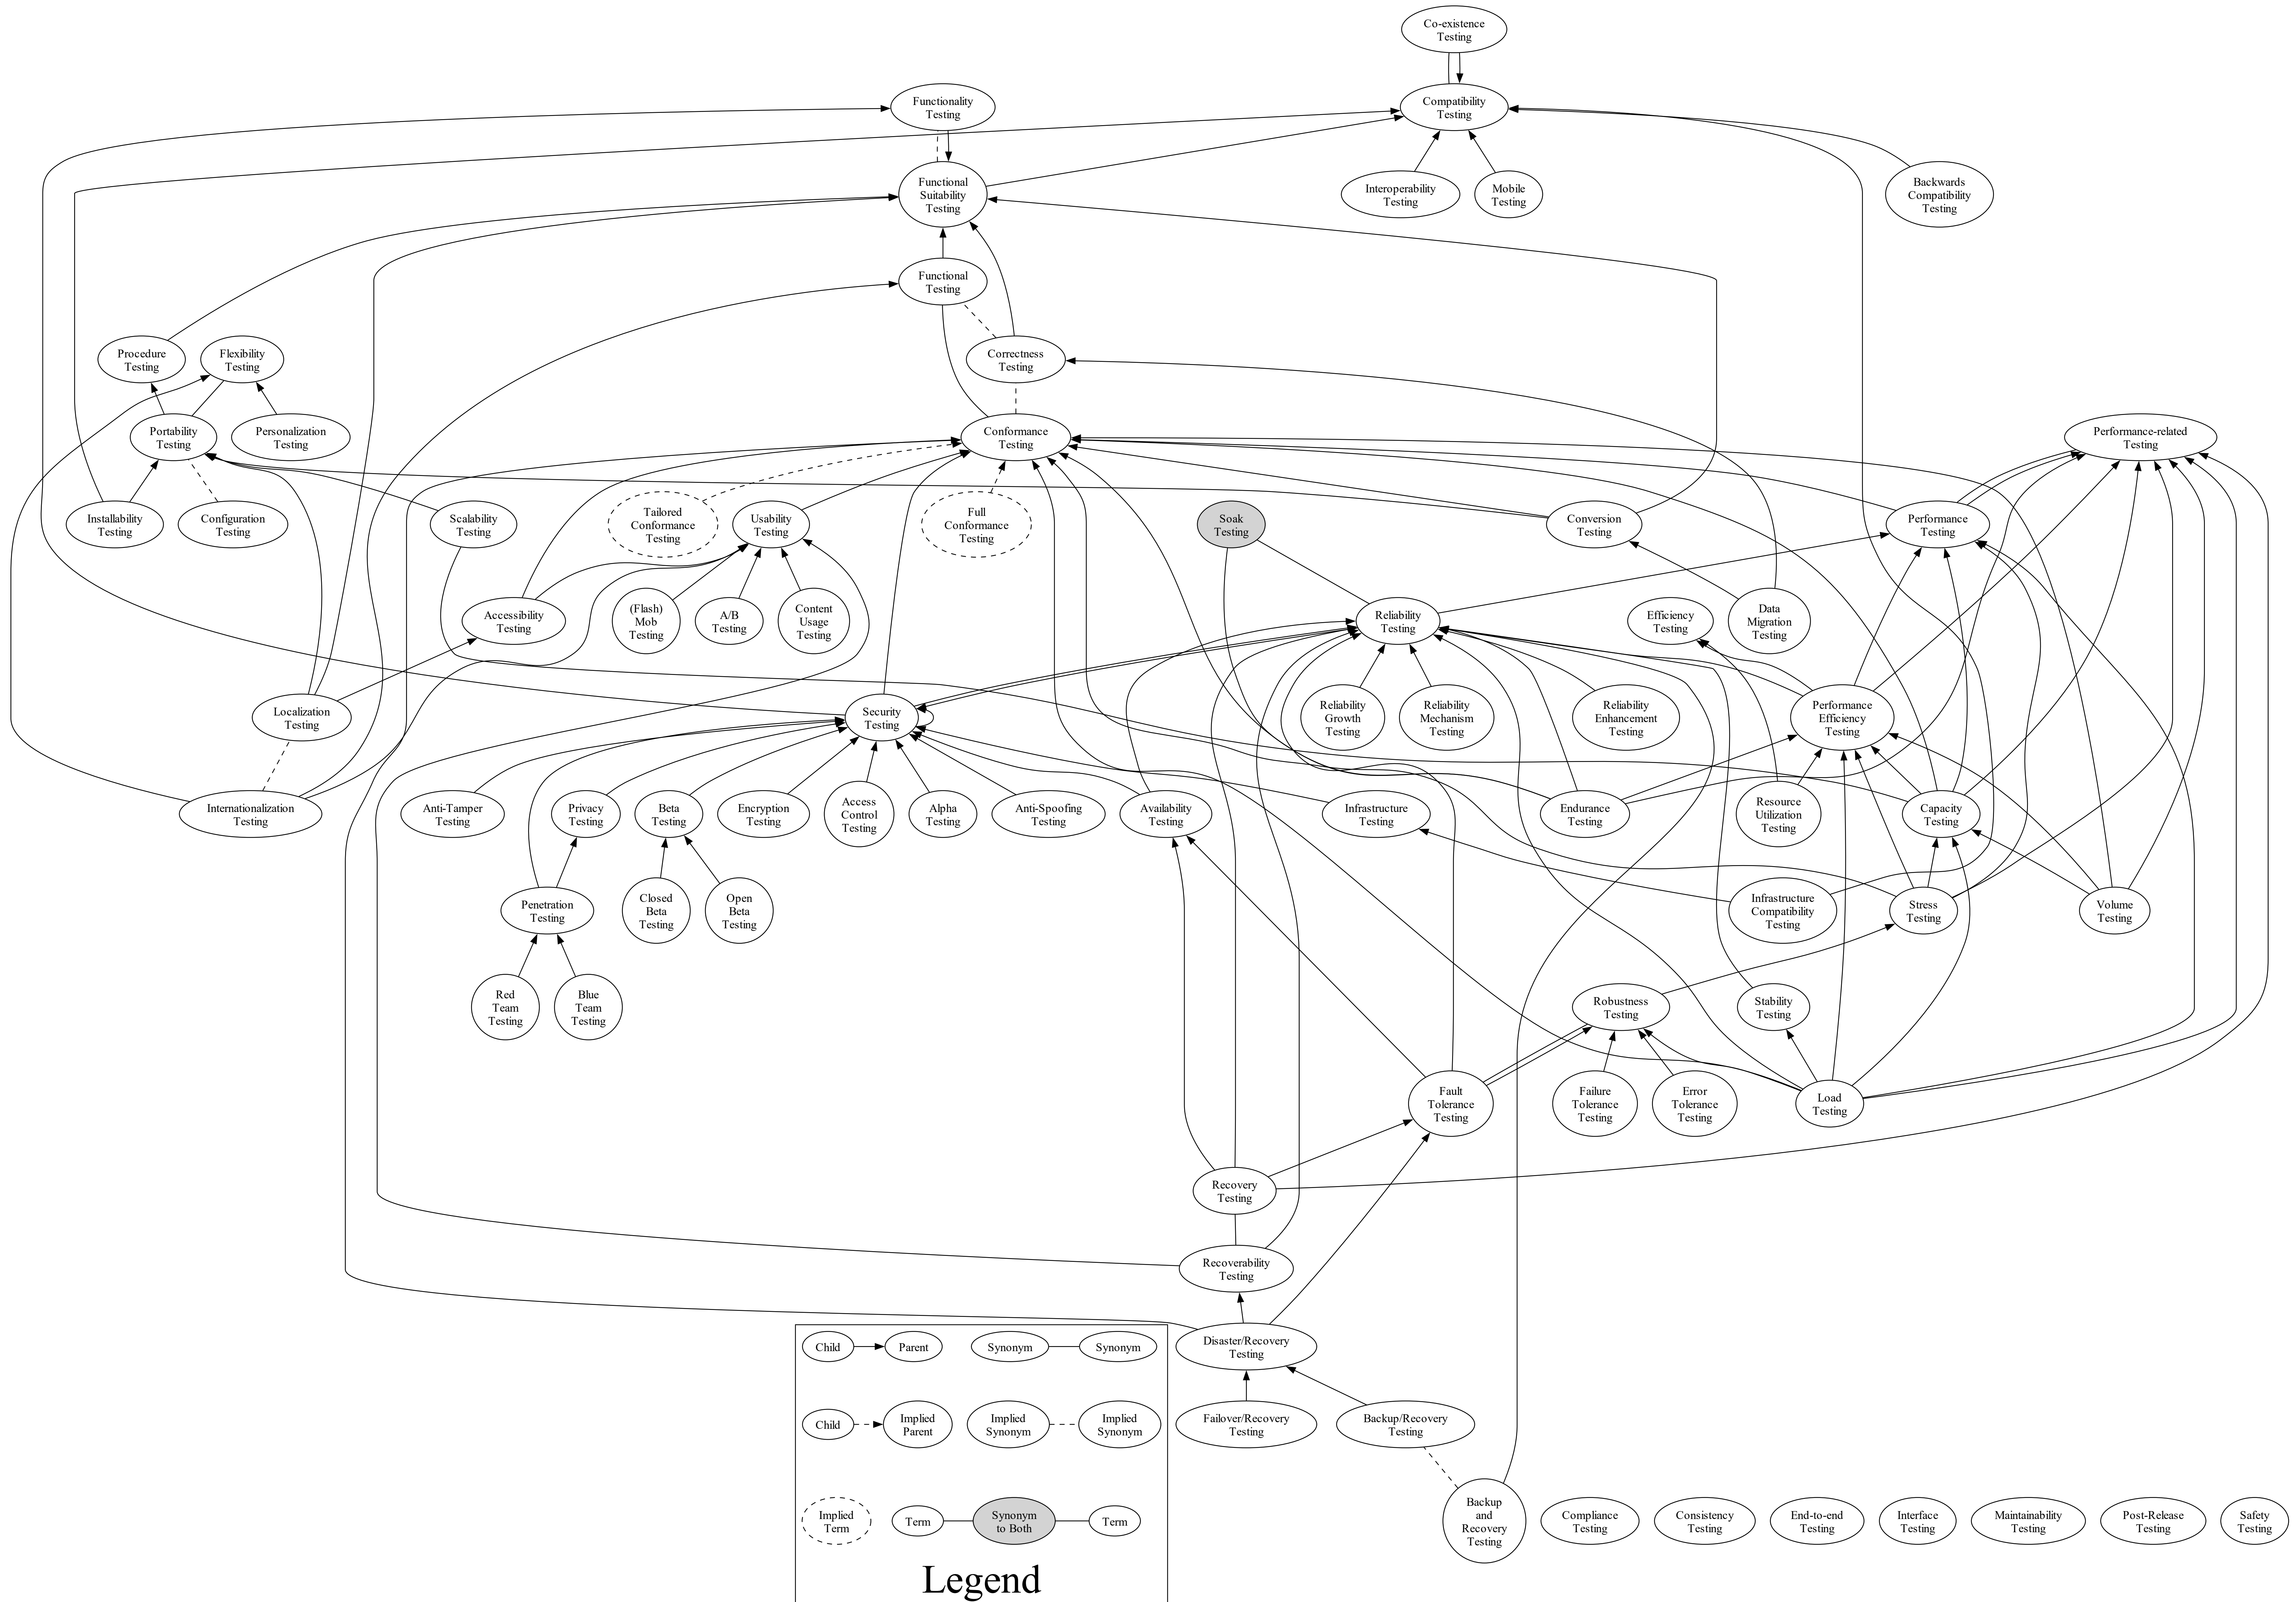 Co-existence
Testing
Functionality
Testing
Compatibility
Testing
Functional
Suitability
Testing
Interoperability
Testing
Mobile
Testing
Backwards
Compatibility
Testing
Functional
Testing
Procedure
Testing
Flexibility
Testing
Correctness
Testing
Portability
Testing
Personalization
Testing
Conformance
Testing
Performance-related
Testing
Installability
Testing
Configuration
Testing
Scalability
Testing
Tailored
Conformance
Testing
Usability
Testing
Full
Conformance
Testing
Soak
Testing
Conversion
Testing
Performance
Testing
Accessibility
Testing
(Flash)
Mob
Testing
A/B
Testing
Content
Usage
Testing
Reliability
Testing
Efficiency
Testing
Data
Migration
Testing
Localization
Testing
Security
Testing
Reliability
Growth
Testing
Reliability
Mechanism
Testing
Reliability
Enhancement
Testing
Performance
Efficiency
Testing
Internationalization
Testing
Anti-Tamper
Testing
Privacy
Testing
Beta
Testing
Encryption
Testing
Access
Control
Testing
Alpha
Testing
Anti-Spoofing
Testing
Availability
Testing
Infrastructure
Testing
Endurance
Testing
Resource
Utilization
Testing
Capacity
Testing
Penetration
Testing
Closed
Beta
Testing
Open
Beta
Testing
Infrastructure
Compatibility
Testing
Stress
Testing
Volume
Testing
Red
Team
Testing
Blue
Team
Testing
Robustness
Testing
Stability
Testing
Fault
Tolerance
Testing
Failure
Tolerance
Testing
Error
Tolerance
Testing
Load
Testing
Recovery
Testing
Recoverability
Testing
Child
Parent
Synonym
Synonym
Disaster/Recovery
Testing
Child
Implied
Parent
Implied
Synonym
Implied
Synonym
Failover/Recovery
Testing
Backup/Recovery
Testing
Implied
Term
Term
Synonym
to Both
Term
Backup
and
Recovery
Testing
Compliance
Testing
Consistency
Testing
End-to-end
Testing
Interface
Testing
Maintainability
Testing
Post-Release
Testing
Safety
Testing
Legend